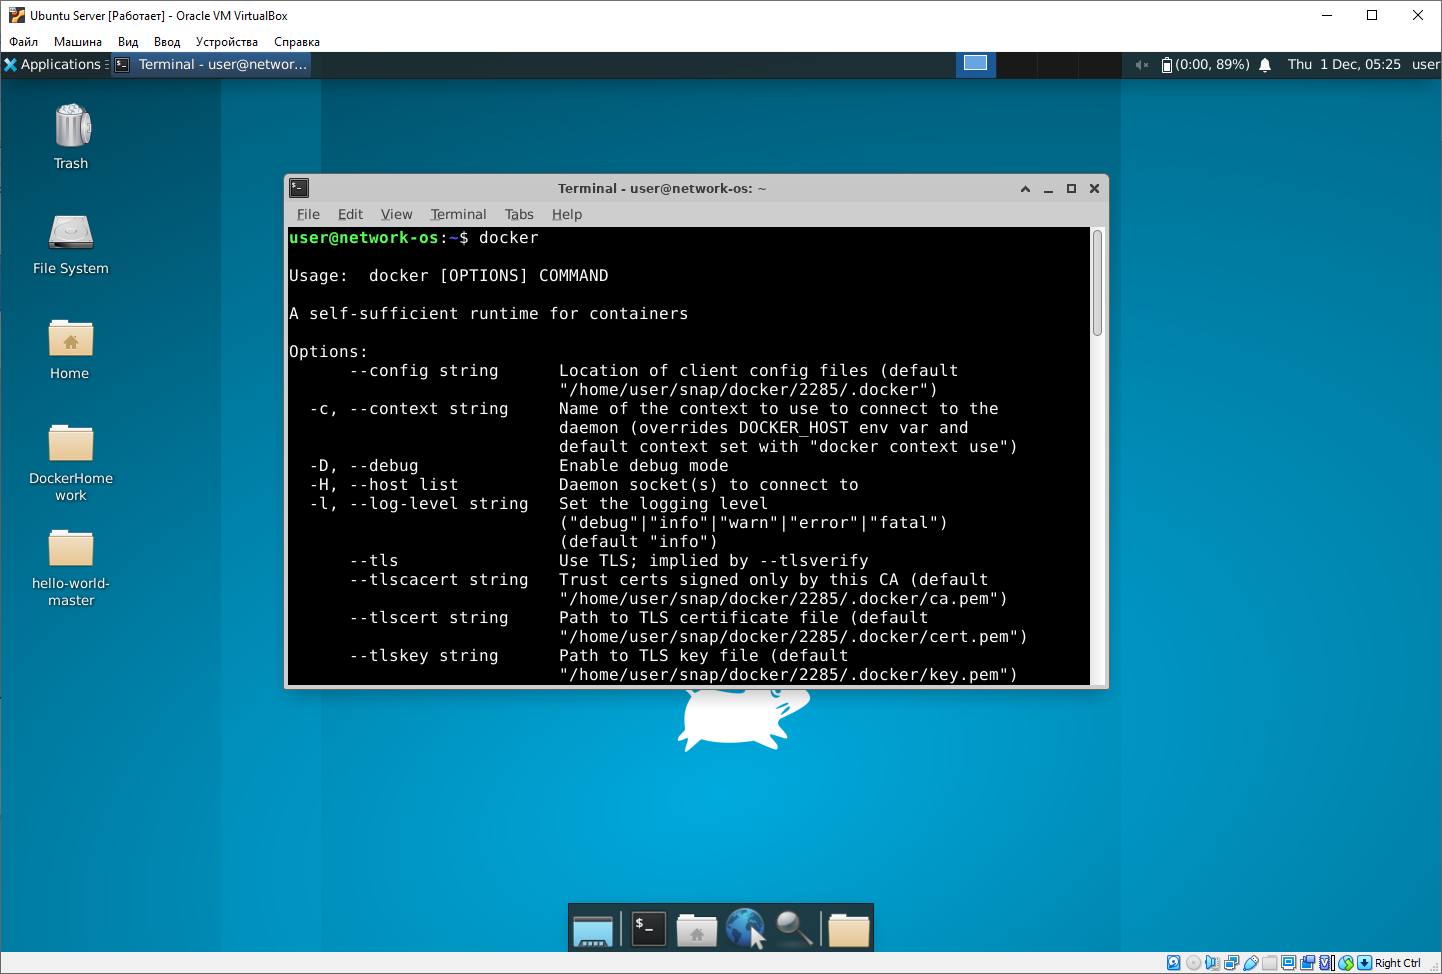 Ubuntu Server [Работает] - Oracle VM VirtualBox
Файл Машина Вид Ввод Устройства Справка
Applications Terminal - user@networ... (0:00, 89%) Thu 1 Dec, 05:25 user
Trash
File System
Home
DockerHome
work
hello-world-
master
Terminal - user@network-os: ~
File Edit View Terminal Tabs Help
user@network-os:~$ docker
Usage:  docker [OPTIONS] COMMAND
A self-sufficient runtime for containers
Options:
      --config string      Location of client config files (default
                           "/home/user/snap/docker/2285/.docker")
  -c, --context string     Name of the context to use to connect to the
                           daemon (overrides DOCKER_HOST env var and
                           default context set with "docker context use")
  -D, --debug              Enable debug mode
  -H, --host list          Daemon socket(s) to connect to
  -l, --log-level string   Set the logging level
                           ("debug"|"info"|"warn"|"error"|"fatal")
                           (default "info")
      --tls                Use TLS; implied by --tlsverify
      --tlscacert string   Trust certs signed only by this CA (default
                           "/home/user/snap/docker/2285/.docker/ca.pem")
      --tlscert string     Path to TLS certificate file (default
                           "/home/user/snap/docker/2285/.docker/cert.pem")
      --tlskey string      Path to TLS key file (default
                           "/home/user/snap/docker/2285/.docker/key.pem")
$_
Right Ctrl